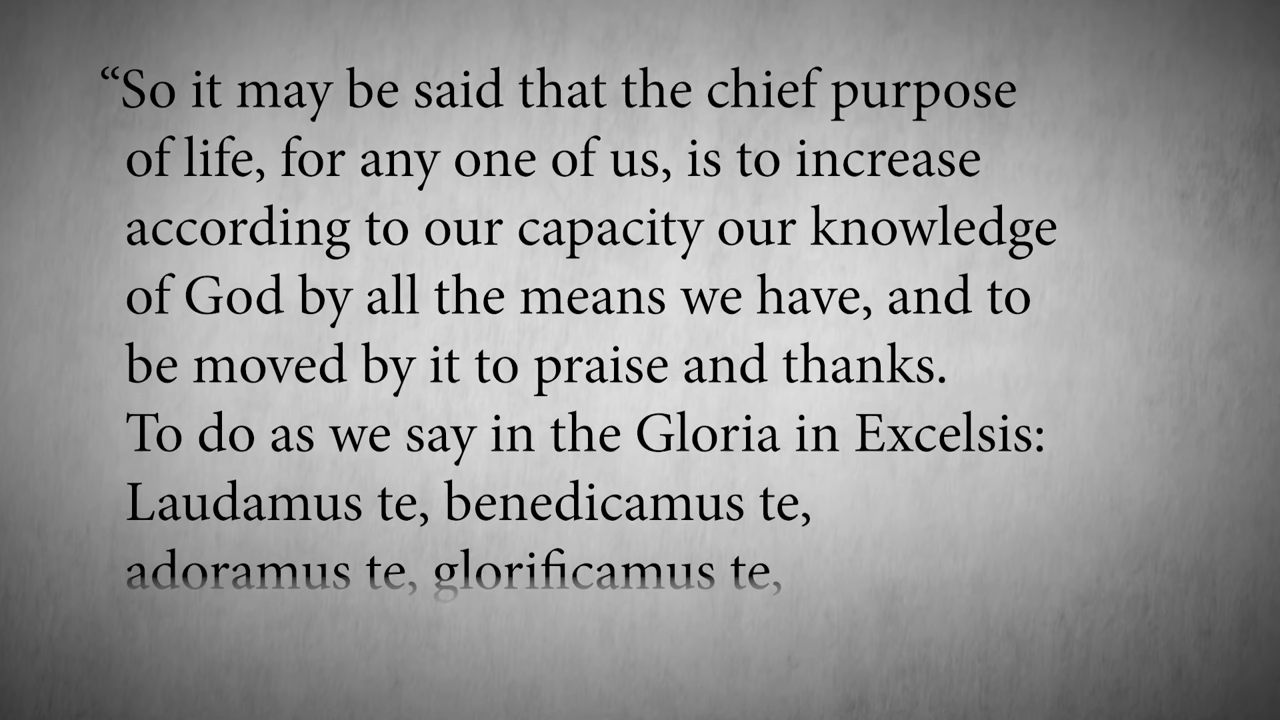 “So it may be said that the chief purpose
of life, for any one of us, is to increase
according to our capacity our knowledge
of God by all the means we have, and to
be moved by it to praise and thanks.
To do as we say in the Gloria in Excelsis:
Laudamus te, benedicamus te,
adoramus te, glorificamus te,